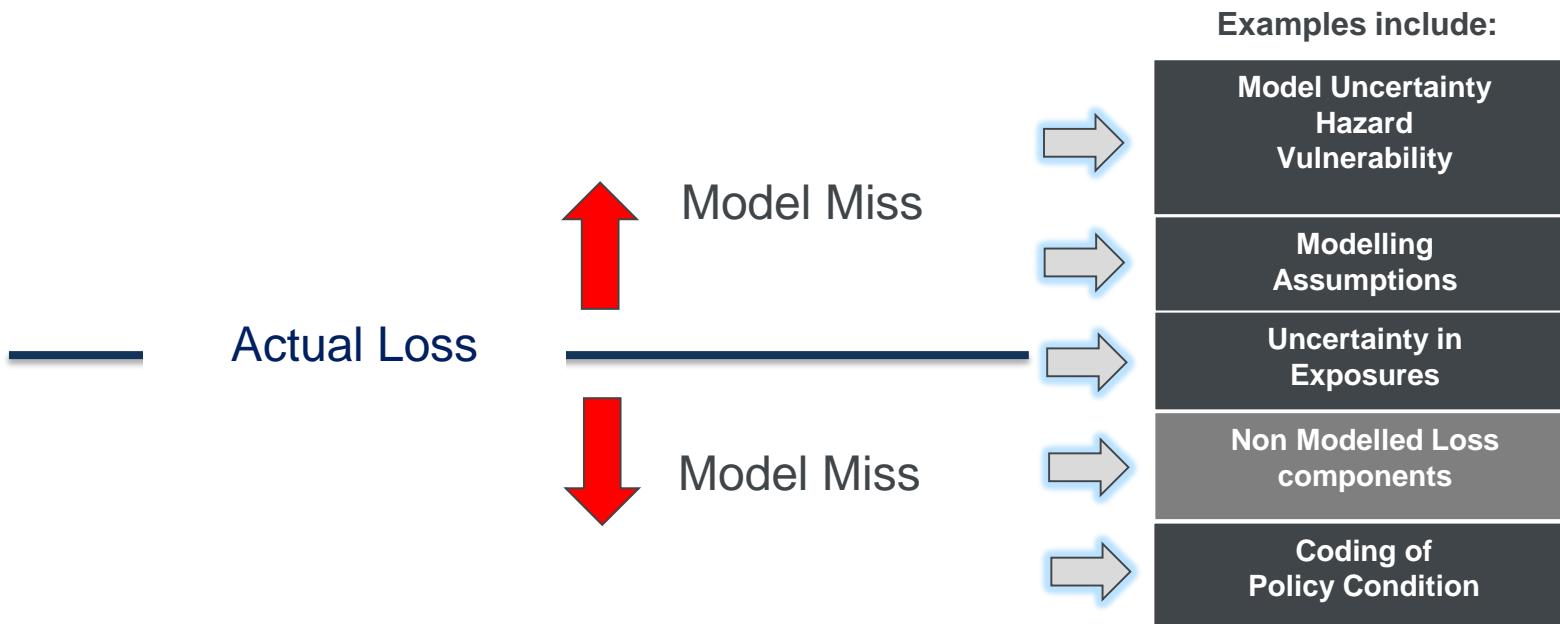 Examples include:
Model Uncertainty
Hazard
Vulnerability
Model Miss
Modelling
Assumptions
Actual Loss
Uncertainty in
Exposures
Non Modelled Loss
components
Model Miss
Coding of
Policy Condition